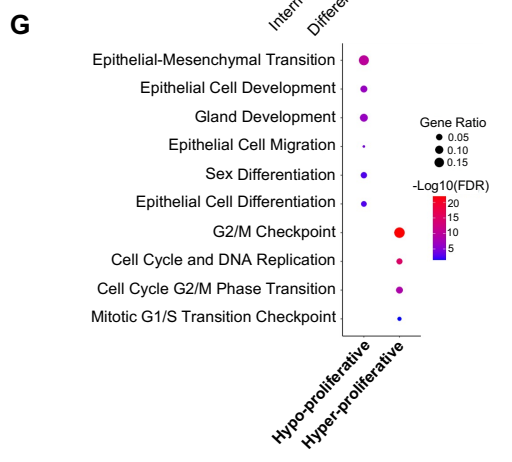 G
Epithelial-Mesenchymal Transition
Epithelial Cell Development
Gland Development
Epithelial Cell Migration
Sex Differentiation
Epithelial Cell Differentiation
G2/M Checkpoint
Cell Cycle and DNA Replication
Cell Cycle G2/M Phase Transition
Mitotic G1/S Transition Checkpoint
Gene Ratio
0.05
0.10
0.15
-Log10(FDR)
20
15
10
5
Hypo-proliferative
Hyper-proliferative